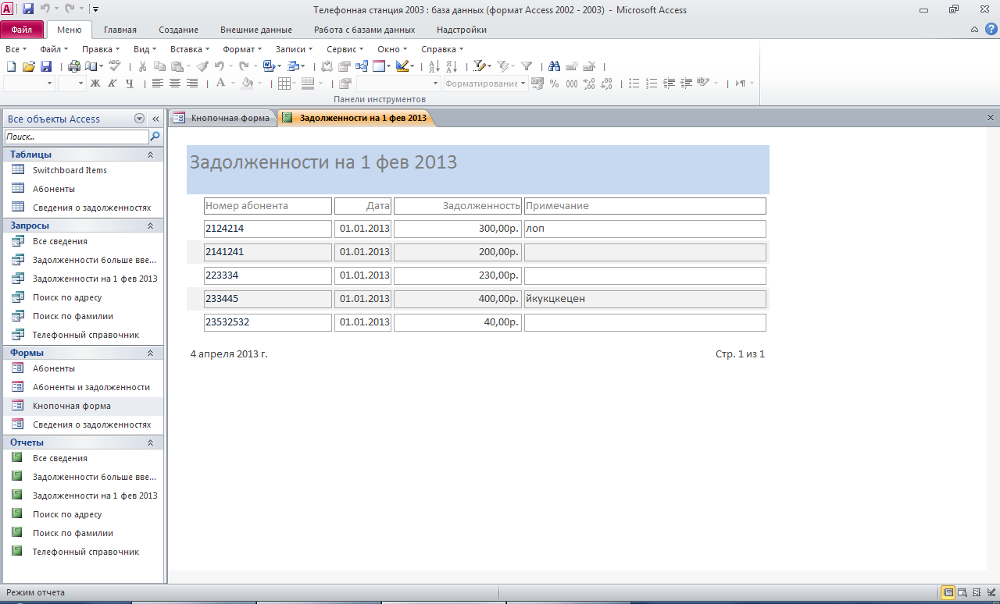 Телефонная станция 2003 : база данных (формат Access 2002 - 2003) - Microsoft Access
Файл Меню Главная Создание Внешние данные Работа с базами данных Надстройки
Все Файл Правка Вид Вставка Формат Записи Сервис Окно Справка
Ж К Ч Форматирование % 000
Панели инструментов
Все объекты Access
Поиск...
Таблицы
Switchboard Items
Абоненты
Сведения о задолженностях
Запросы
Все сведения
Задолженности больше вве...
Задолженности на 1 фев 2013
Поиск по адресу
Поиск по фамилии
Телефонный справочник
Формы
Абоненты
Абоненты и задолженности
Кнопочная форма
Сведения о задолженностях
Отчеты
Все сведения
Задолженности больше вве...
Задолженности на 1 фев 2013
Поиск по адресу
Поиск по фамилии
Телефонный справочник
Кнопочная форма Задолженности на 1 фев 2013
Задолженности на 1 фев 2013
Номер абонента Дата Задолженность Примечание
2124214 01.01.2013 300,00р. лоп
2141241 01.01.2013 200,00р.
223334 01.01.2013 230,00р.
233445 01.01.2013 400,00р. йкукцкецен
23532532 01.01.2013 40,00р.
4 апреля 2013 г. Стр. 1 из 1
Режим отчета